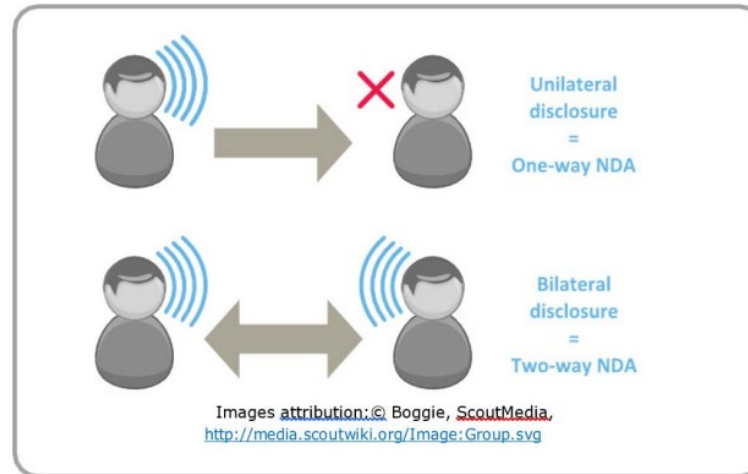 Unilateral
disclosure
=
One-way NDA
Bilateral
disclosure
=
Two-way NDA
Images attribution:© Boggie, ScoutMedia,
http://media.scoutwiki.org/Image:Group.svg